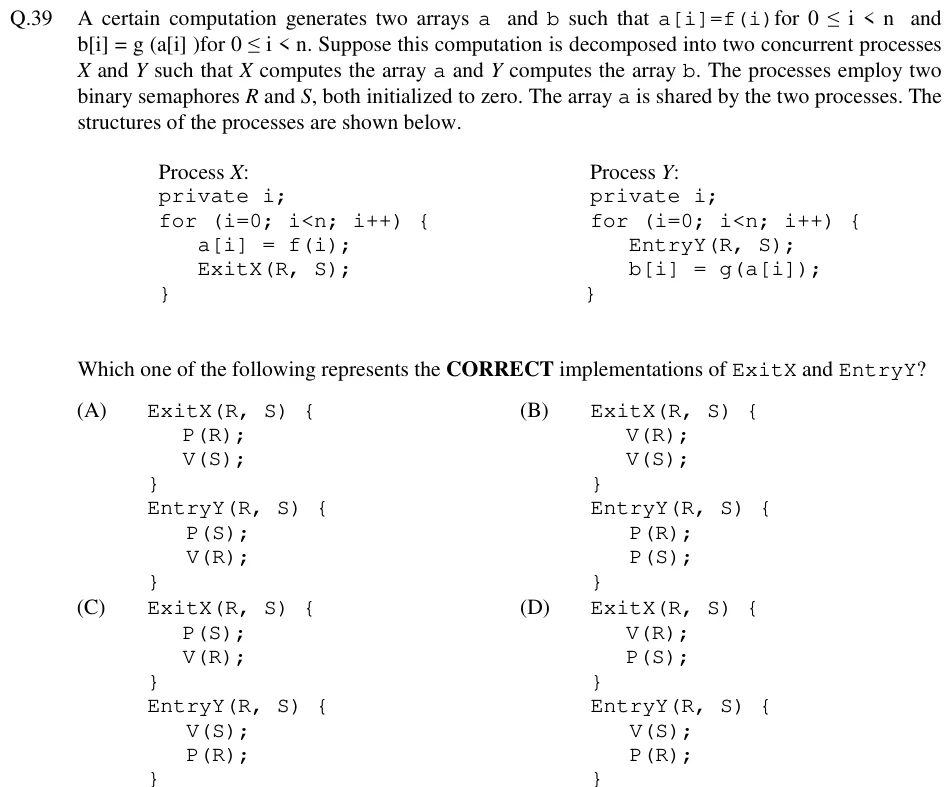 Q.39 A certain computation generates two arrays a and b such that a[i]=f(i)for 0 ≤ i < n and
b[i] = g (a[i] )for 0 ≤ i < n. Suppose this computation is decomposed into two concurrent processes
X and Y such that X computes the array a and Y computes the array b. The processes employ two
binary semaphores R and S, both initialized to zero. The array a is shared by the two processes. The
structures of the processes are shown below.
Process X:
private i;
for (i=0; i<n; i++) {
a[i] = f(i);
ExitX(R, S);
}
Process Y:
private i;
for (i=0; i<n; i++) {
EntryY(R, S);
b[i] = g(a[i]);
}
Which one of the following represents the CORRECT implementations of ExitX and EntryY?
(A) ExitX(R, S) {
P(R);
V(S);
}
EntryY(R, S) {
P(S);
V(R);
}
(B) ExitX(R, S) {
V(R);
V(S);
}
EntryY(R, S) {
P(R);
P(S);
}
(C) ExitX(R, S) {
P(S);
V(R);
}
EntryY(R, S) {
V(S);
P(R);
}
(D) ExitX(R, S) {
V(R);
P(S);
}
EntryY(R, S) {
V(S);
P(R);
}